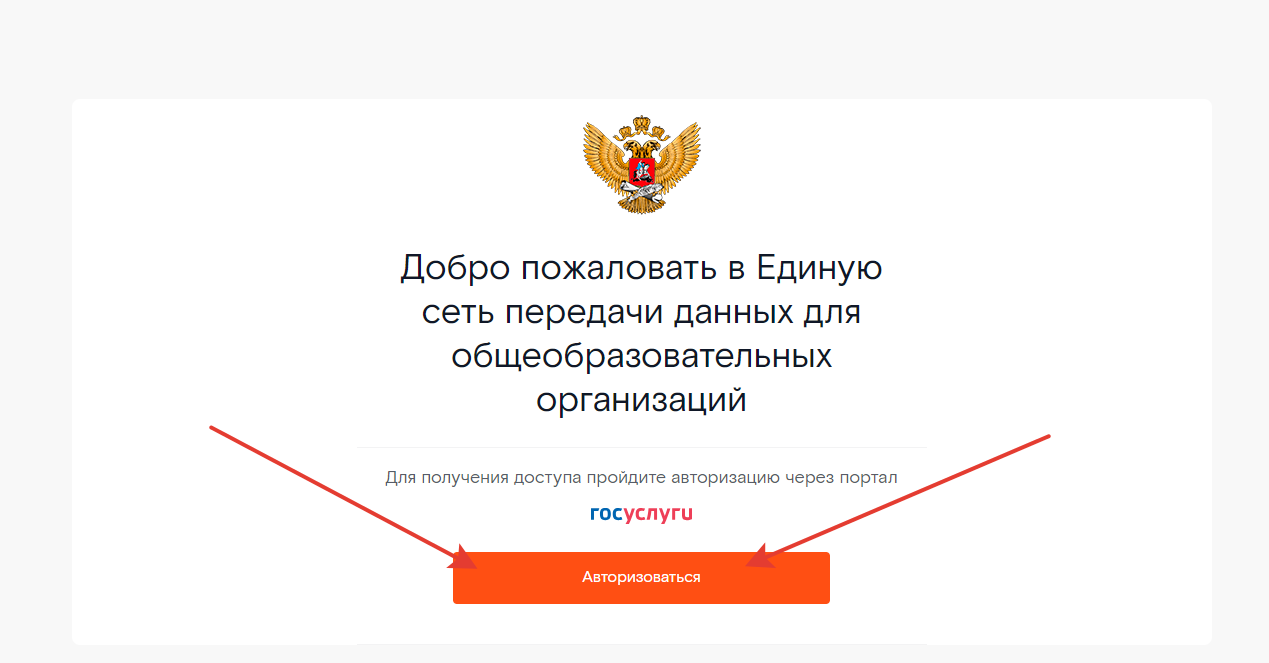 Добро пожаловать в Единую
сеть передачи данных для
общеобразовательных
организаций
Для получения доступа пройдите авторизацию через портал
госуслуги
Авторизоваться